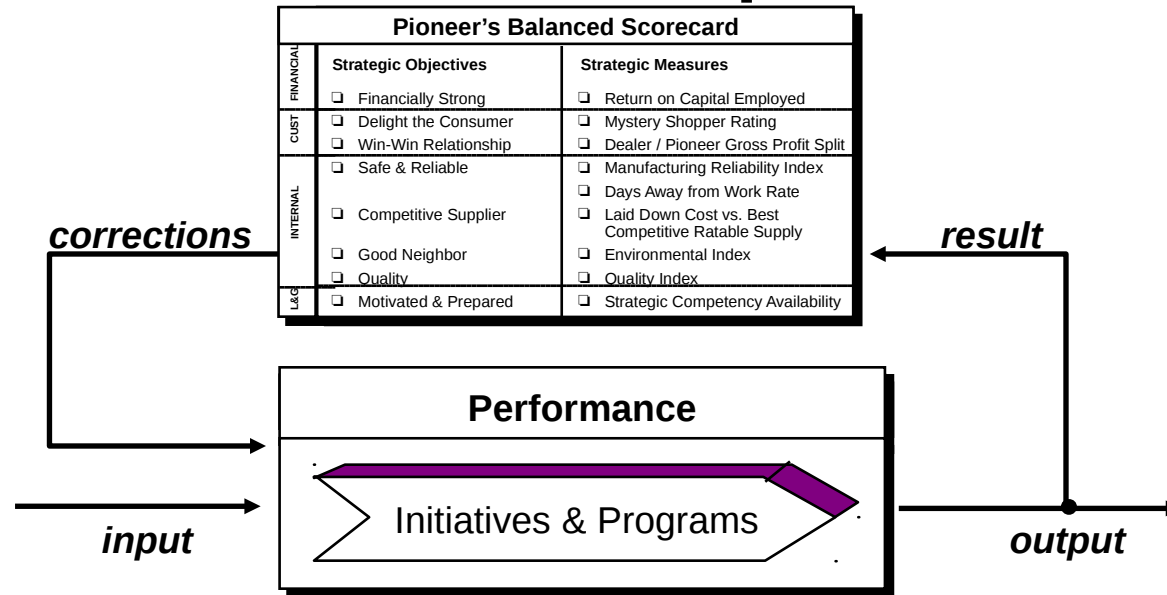 Pioneer's Balanced Scorecard
FINANCIAL
Strategic Objectives
Strategic Measures
❏ Financially Strong
❏ Return on Capital Employed
CUST
❏ Delight the Consumer
❏ Mystery Shopper Rating
❏ Win-Win Relationship
❏ Dealer / Pioneer Gross Profit Split
INTERNAL
❏ Safe & Reliable
❏ Manufacturing Reliability Index
❏ Days Away from Work Rate
❏ Competitive Supplier
❏ Laid Down Cost vs. Best
Competitive Ratable Supply
❏ Good Neighbor
❏ Environmental Index
❏ Quality
❏ Quality Index
L&G
❏ Motivated & Prepared
❏ Strategic Competency Availability
corrections
result
Performance
Initiatives & Programs
input
output